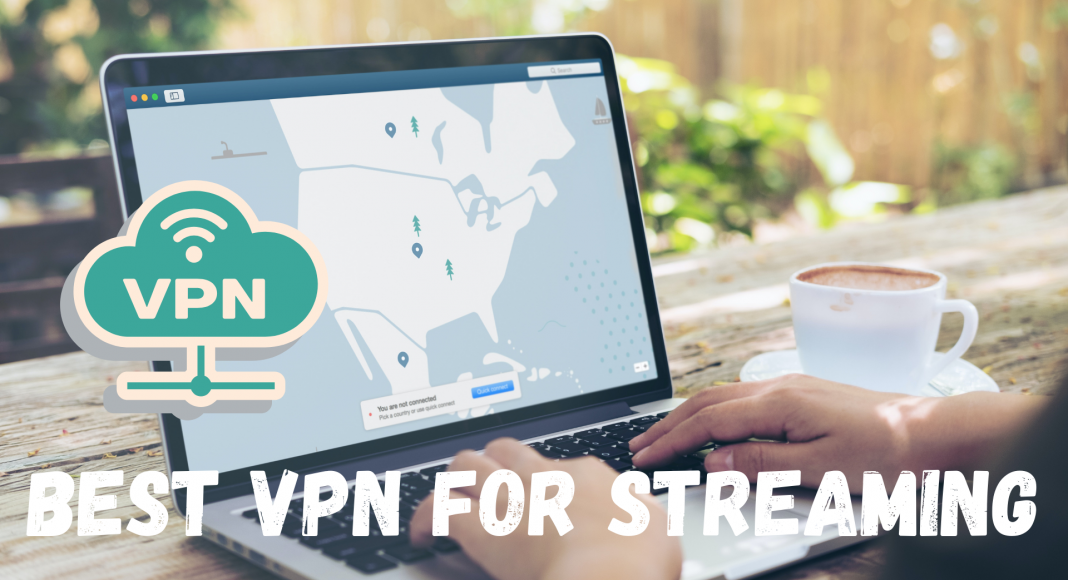 Search
VPN
You are not connected
Pick a country or use quick connect.
Quick connect
BEST VPN FOR STREAMING